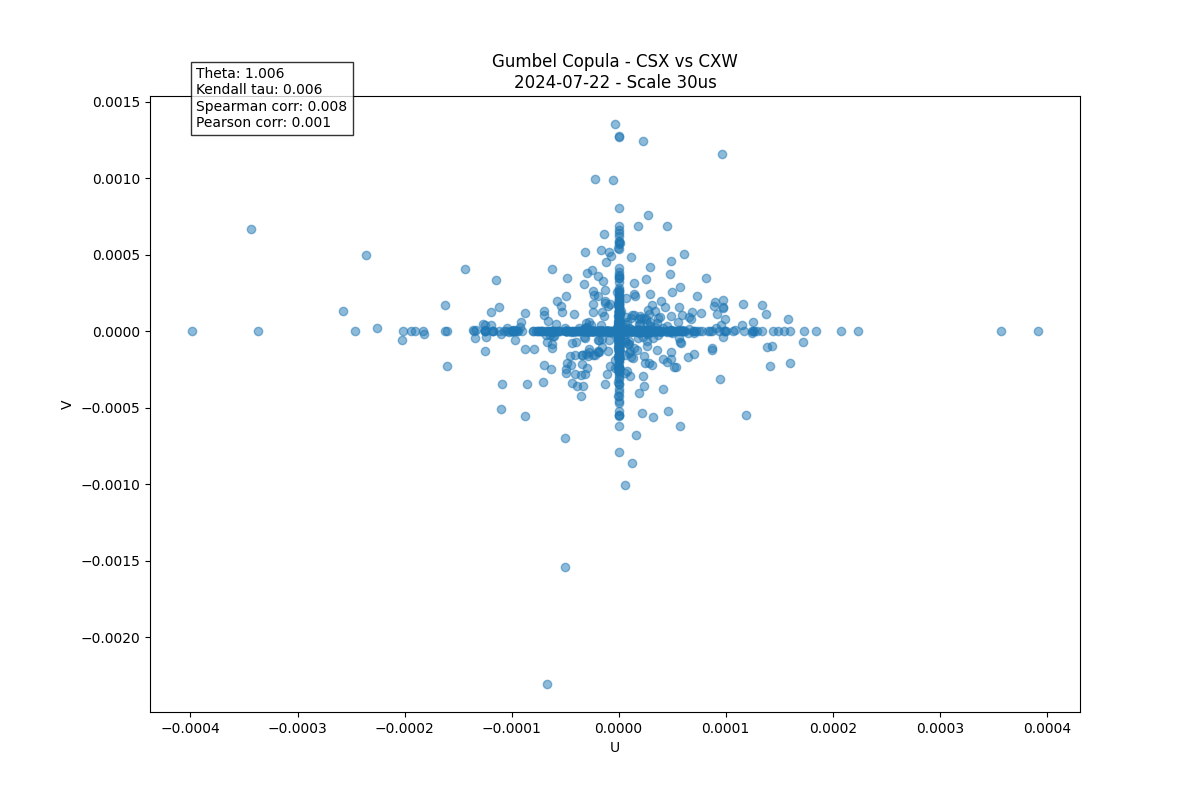 Gumbel Copula - CSX vs CXW
2024-07-22 - Scale 30us
Theta: 1.006
Kendall tau: 0.006
Spearman corr: 0.008
Pearson corr: 0.001
0.0015
0.0010
0.0005
0.0000
−0.0005
−0.0010
−0.0015
−0.0020
V
−0.0004 −0.0003 −0.0002 −0.0001 0.0000 0.0001 0.0002 0.0003 0.0004
U